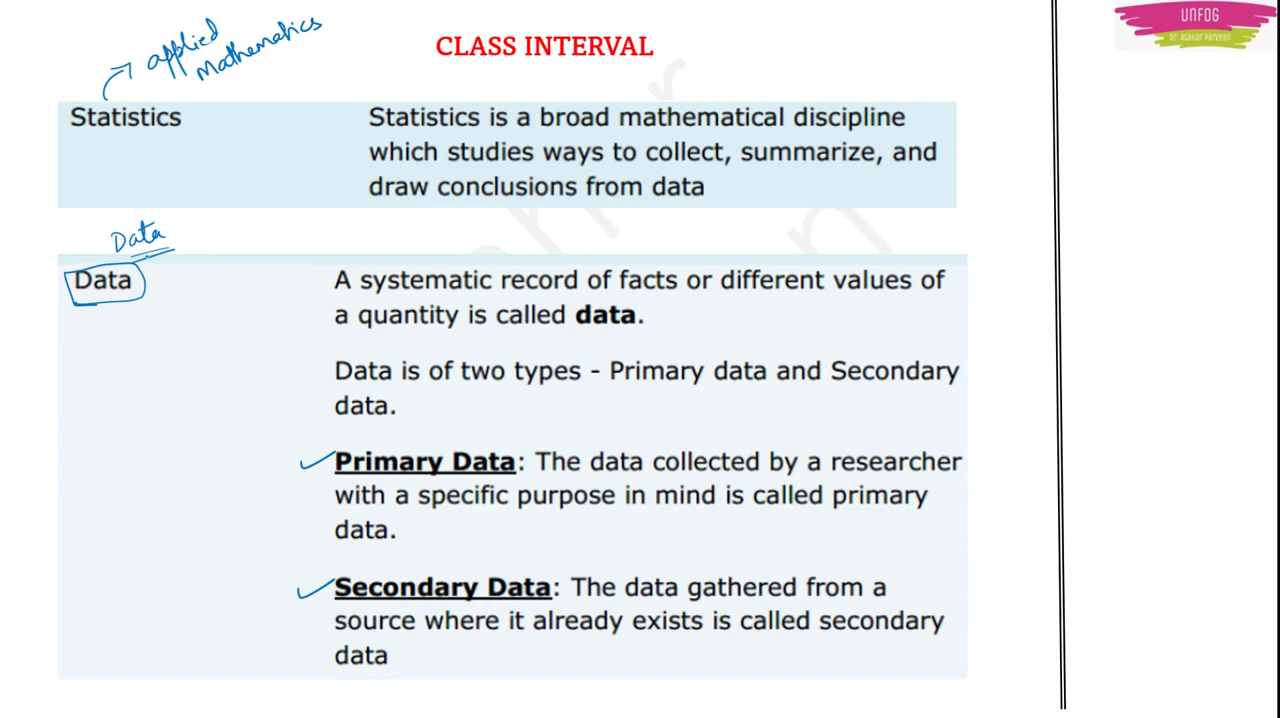 UNFOG
Dr. Atahar Parveen
CLASS INTERVAL
applied
Mathematics
Statistics
Statistics is a broad mathematical discipline
which studies ways to collect, summarize, and
draw conclusions from data
Data
Data
A systematic record of facts or different values of
a quantity is called data.
Data is of two types - Primary data and Secondary
data.
Primary Data: The data collected by a researcher
with a specific purpose in mind is called primary
data.
Secondary Data: The data gathered from a
source where it already exists is called secondary
data